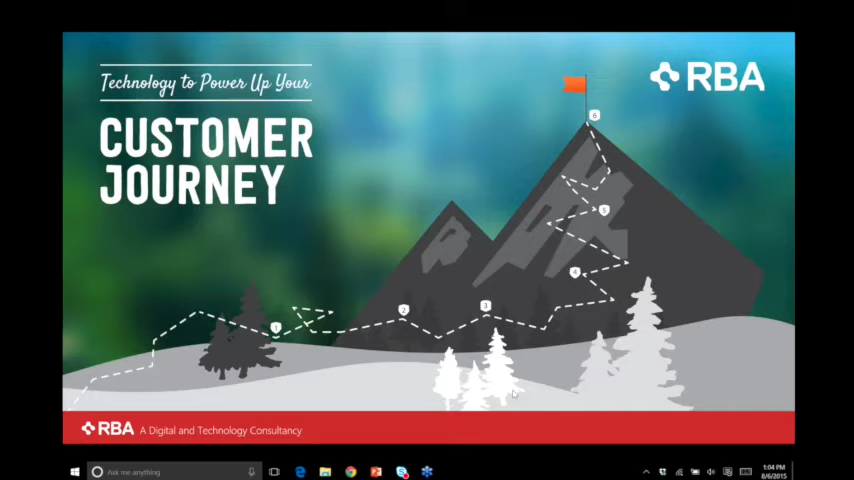 Technology to Power Up Your
CUSTOMER
JOURNEY
RBA
6
5
4
3
2
1
RBA A Digital and Technology Consultancy
Ask me anything
1:04 PM
8/6/2015